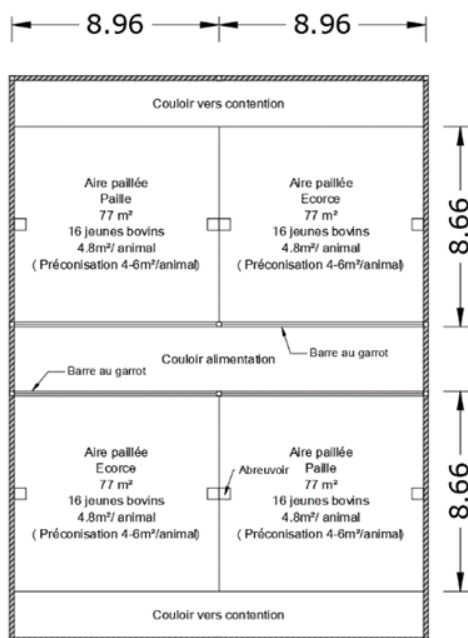 8.96 8.96
Couloir vers contention
Aire paillée
Paille
77 m²
16 jeunes bovins
4.8m²/ animal
( Préconisation 4-6m²/animal)
Aire paillée
Ecorce
77 m²
16 jeunes bovins
4.8m²/ animal
( Préconisation 4-6m²/animal)
8.66
Couloir alimentation
Barre au garrot
Barre au garrot
Aire paillée
Ecorce
77 m²
16 jeunes bovins
4.8m²/ animal
( Préconisation 4-6m²/animal)
Abreuvoir
Aire paillée
Paille
77 m²
16 jeunes bovins
4.8m²/ animal
( Préconisation 4-6m²/animal)
8.66
Couloir vers contention